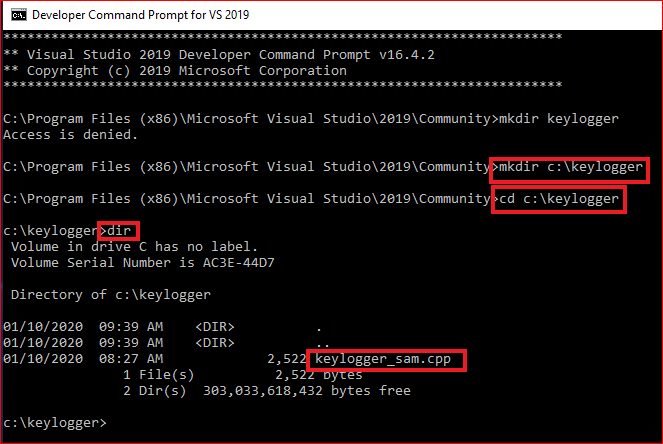 Developer Command Prompt for VS 2019
**********************************************************************
** Visual Studio 2019 Developer Command Prompt v16.4.2
** Copyright (c) 2019 Microsoft Corporation
**********************************************************************
C:\Program Files (x86)\Microsoft Visual Studio\2019\Community>mkdir keylogger
Access is denied.
C:\Program Files (x86)\Microsoft Visual Studio\2019\Community>mkdir c:\keylogger
C:\Program Files (x86)\Microsoft Visual Studio\2019\Community>cd c:\keylogger
c:\keylogger>dir
Volume in drive C has no label.
Volume Serial Number is AC3E-44D7
Directory of c:\keylogger
01/10/2020  09:39 AM    <DIR>          .
01/10/2020  09:39 AM    <DIR>          ..
01/10/2020  08:27 AM             2,522 keylogger_sam.cpp
1 File(s)          2,522 bytes
2 Dir(s)  303,033,618,432 bytes free
c:\keylogger>